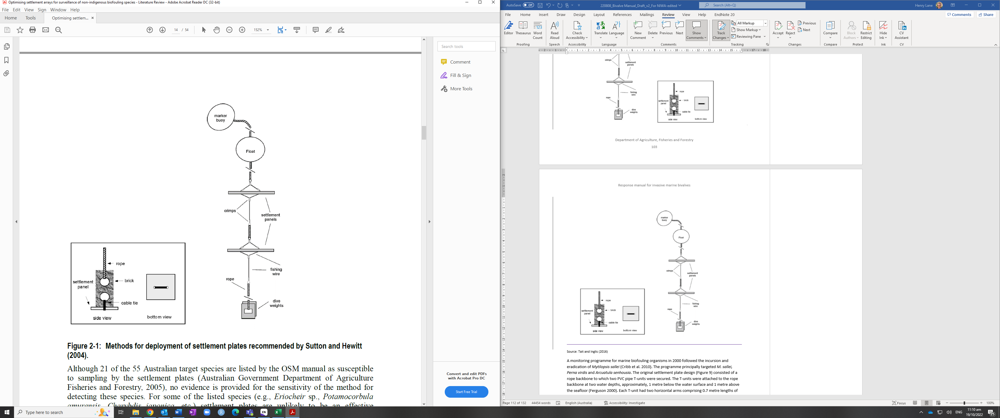 Optimising settlement arrays for surveillance of non-indigenous biofouling species - Literature Review - Adobe Acrobat Reader DC (32-bit)
File Edit View Sign Window Help
Home Tools Optimising settlem... ×
14 / 54 152%
Search tools
Comment
Fill & Sign
More Tools
marker
buoy
Float
crimps
settlement
panels
fishing
wire
rope
dive
weights
rope
brick
settlement
panel
cable tie
side view
bottom view
Figure 2-1: Methods for deployment of settlement plates recommended by Sutton and Hewitt
(2004).
Although 21 of the 55 Australian target species are listed by the OSM manual as susceptible
to sampling by the settlement plates (Australian Government Department of Agriculture
Fisheries and Forestry, 2005), no evidence is provided for the sensitivity of the method for
detecting these species. For some of the listed species (e.g., Eriocheir sp., Potamocorbula
amurensis, Charybdis japonica, etc.) settlement plates are unlikely to be an effective
Convert and edit PDFs
with Acrobat Pro DC
Start Free Trial
AutoSave Off 220808_Bivalve Manual_Draft_v2_For NIWA-edited Search (Alt+Q) Henry Lane
File Home Insert Draw Design Layout References Mailings Review View Help EndNote 20 Comments Share
Editor Thesaurus Word Count
Read Aloud
Check Accessibility
Translate Language
New Comment Delete Previous Next Show Comments
Track Changes All Markup Show Markup Reviewing Pane
Accept Reject Previous Next
Compare
Block Authors Restrict Editing
Hide Ink
CV Assistant
Proofing Speech Accessibility Language Comments Tracking Changes Compare Protect Ink CV
crimps
settlement
panels
fishing
wire
rope
dive
weights
rope
settlement
panel
brick
cable tie
side view
bottom view
Department of Agriculture, Fisheries and Forestry
103
Response manual for invasive marine bivalves
marker
buoy
Float
crimps
settlement
panels
fishing
wire
rope
dive
weights
rope
brick
settlement
panel
cable tie
side view
bottom view
Source: Tait and Inglis (2016)
A monitoring programme for marine biofouling organisms in 2000 followed the incursion and
eradication of Mytilopsis sallei (Cribb et al. 2010). The programme principally targeted M. sallei,
Perna virdis and Arcuatula senhousia. The original settlement plate design (Figure 9) consisted of a
rope backbone to which two PVC pipe T-units were secured. The T-units were attached to the rope
backbone at two water depths, approximately, 1 metre below the water surface and 1 metre above
the seafloor (Ferguson 2000). Each T-unit had two horizontal arms comprising 0.7 metre lengths of
Page 112 of 132 44454 words English (Australia) Accessibility: Investigate Focus 100%
Type here to search
ENG
11:10 am
19/10/2022
25